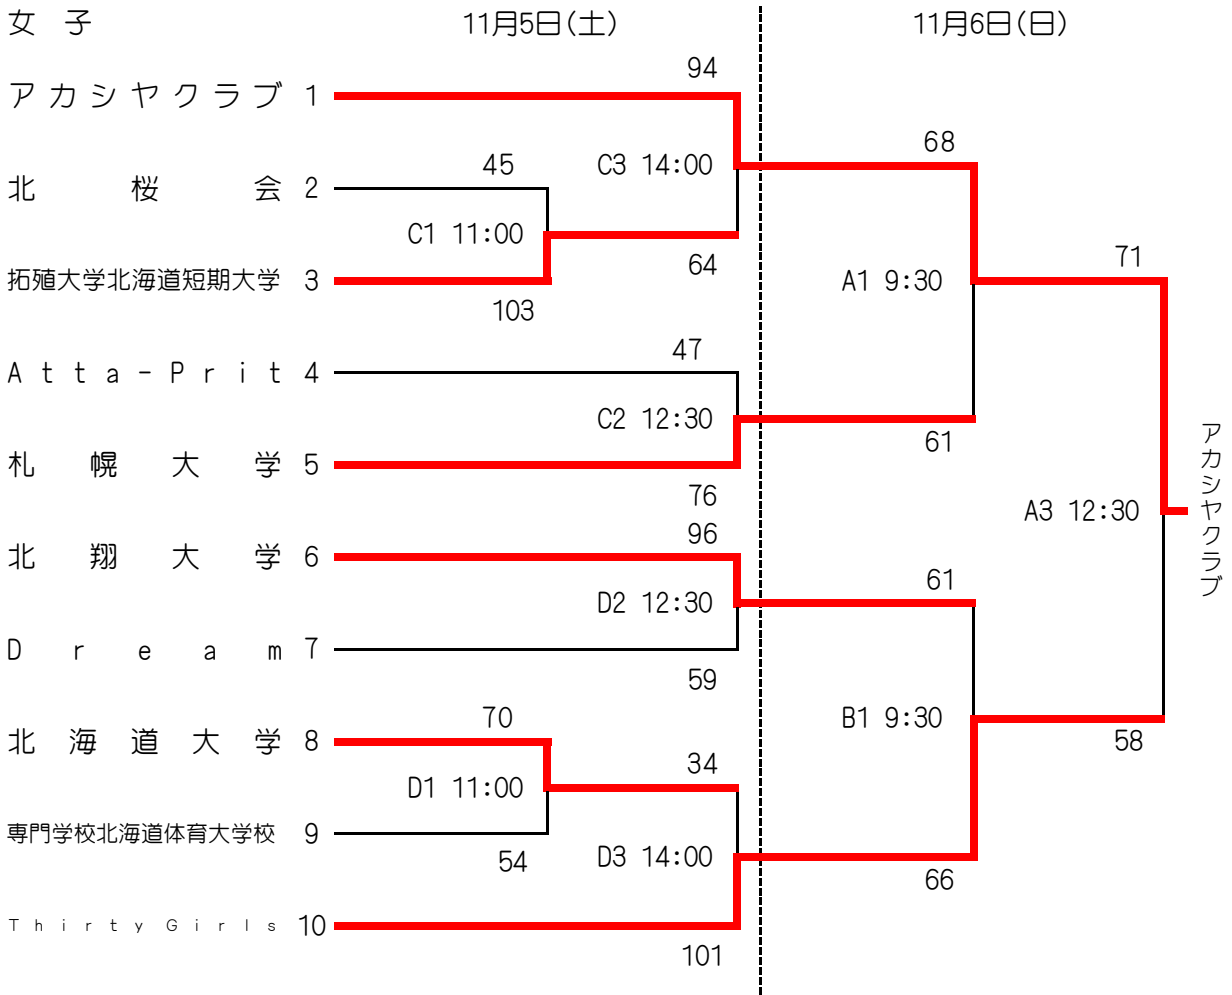 女子 11月5日(土) 11月6日(日)
94
アカシヤクラブ 1
68
45
C3 14:00
北桜会 2
C1 11:00
64
71
拓殖大学北海道短期大学 3
A1 9:30
103
47
Atta-Prit 4
C2 12:30
61
札幌大学 5
76
アカシヤクラブ
A3 12:30
96
北翔大学 6
61
D2 12:30
Dream 7
59
70
B1 9:30
北海道大学 8
58
34
D1 11:00
専門学校北海道体育大学校 9
54
D3 14:00
66
ThirtyGirls 10
101